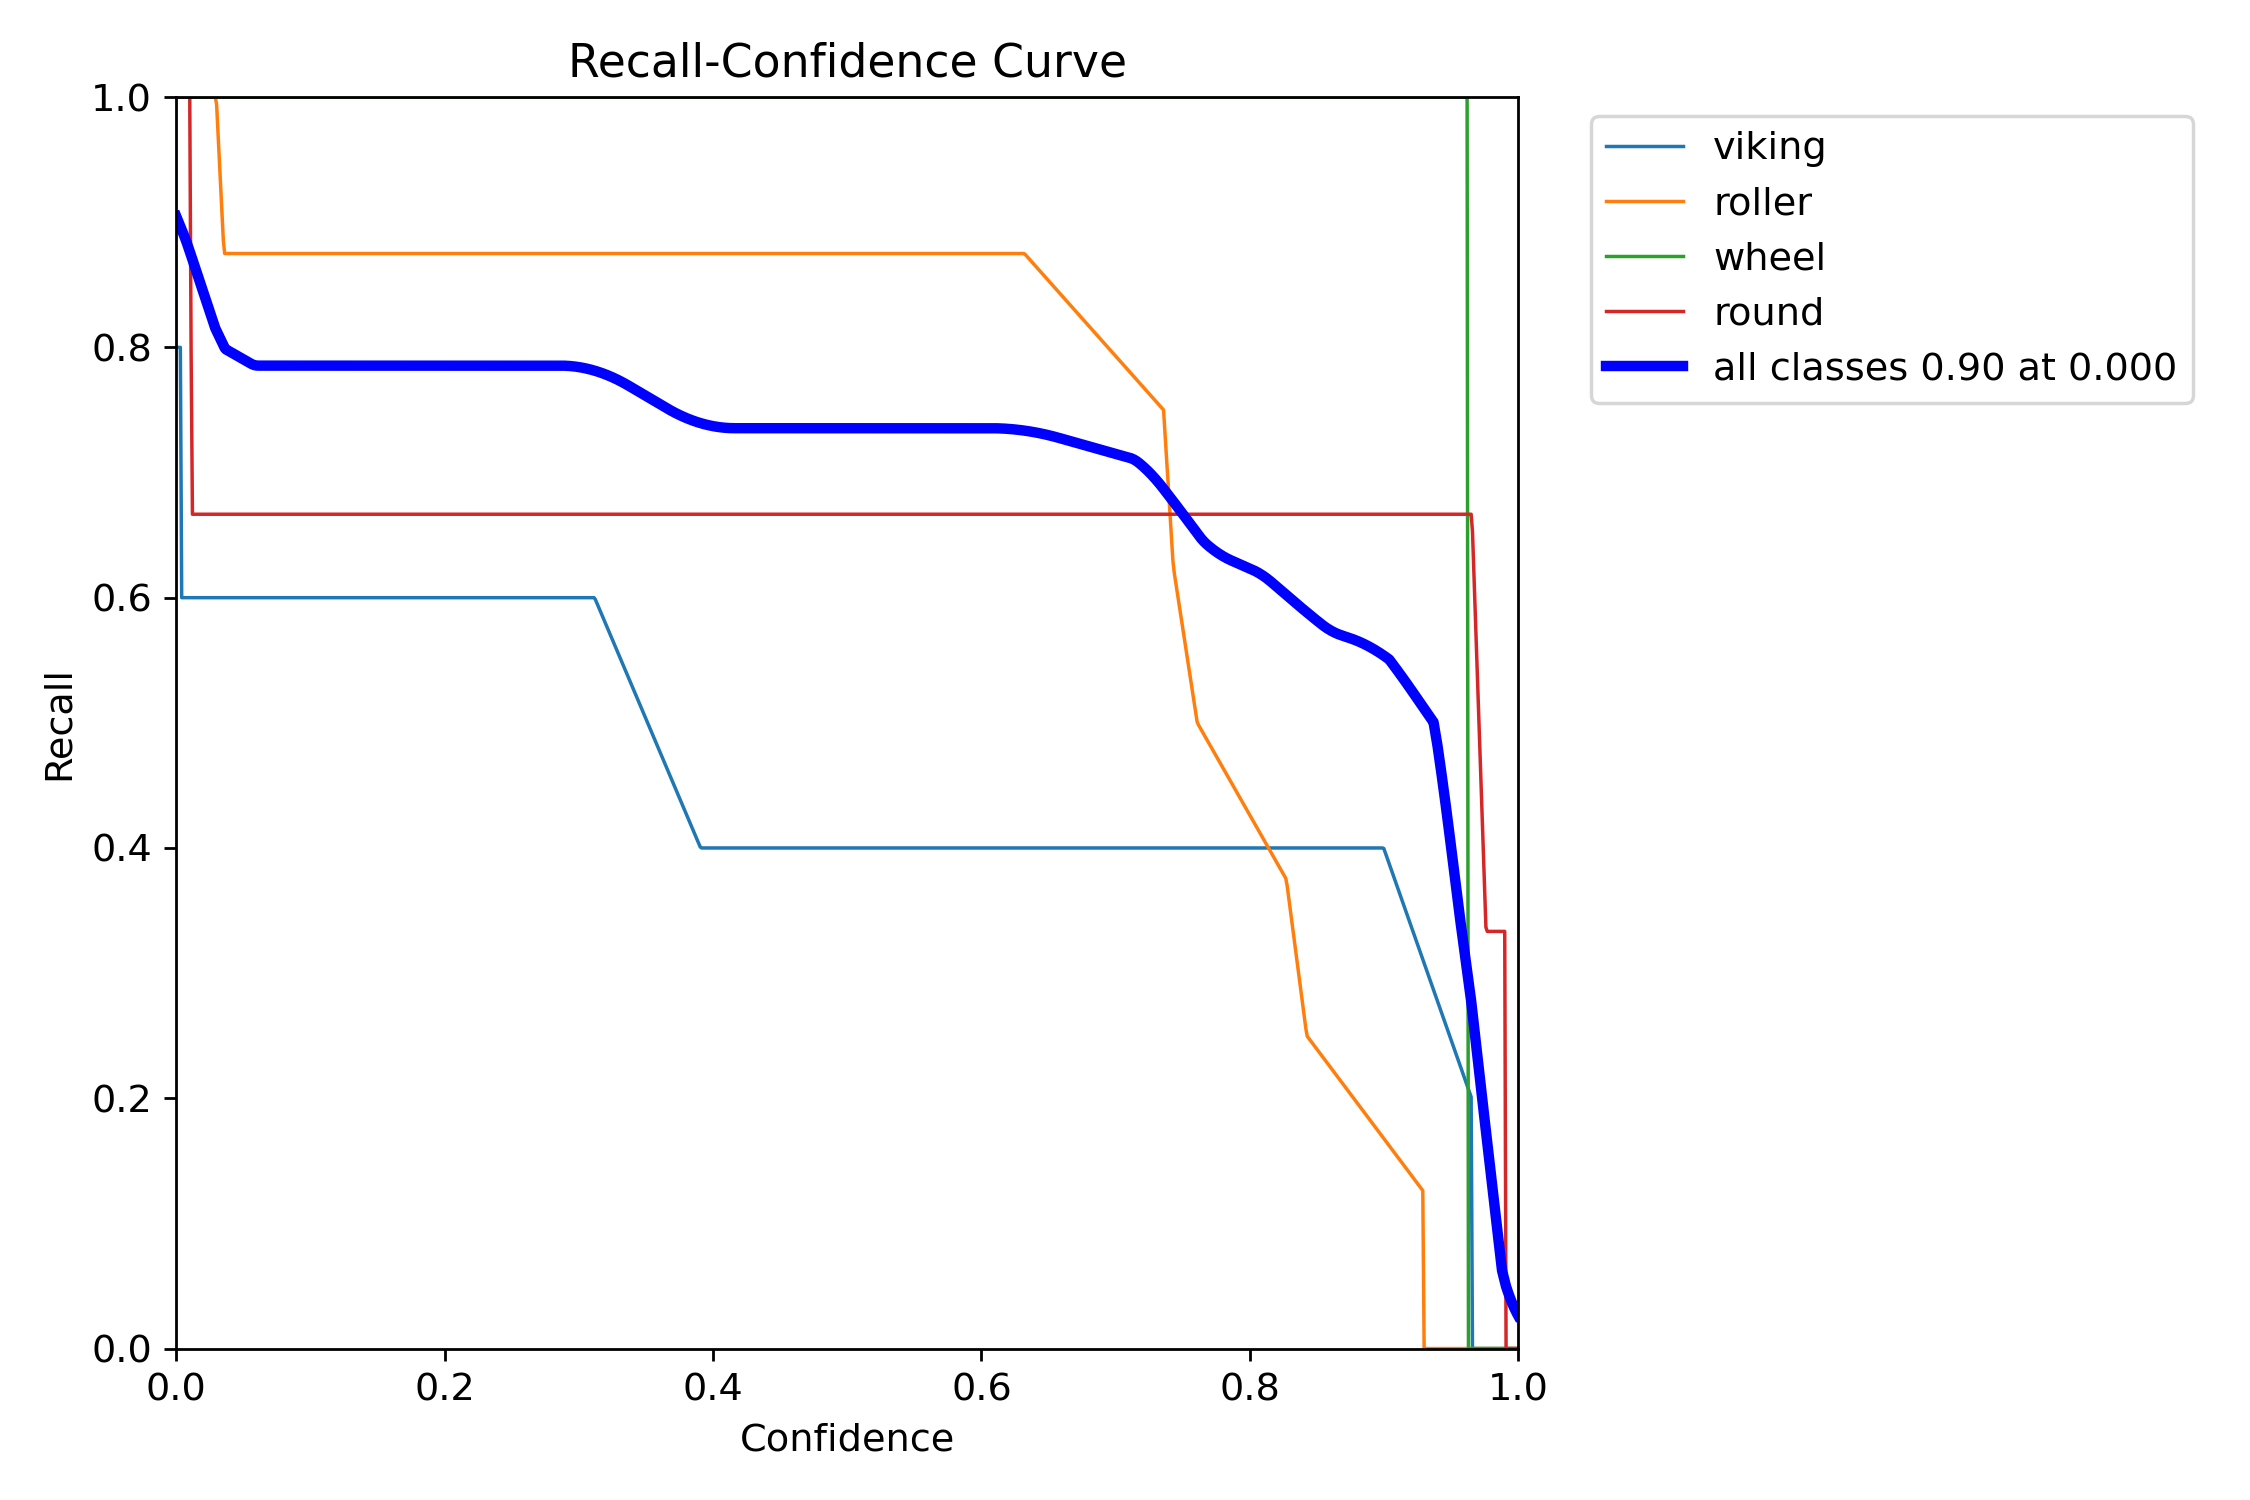 Recall-Confidence Curve
1.0
0.8
0.6
0.4
0.2
0.0
Recall
0.0 0.2 0.4 0.6 0.8 1.0
Confidence
viking
roller
wheel
round
all classes 0.90 at 0.000